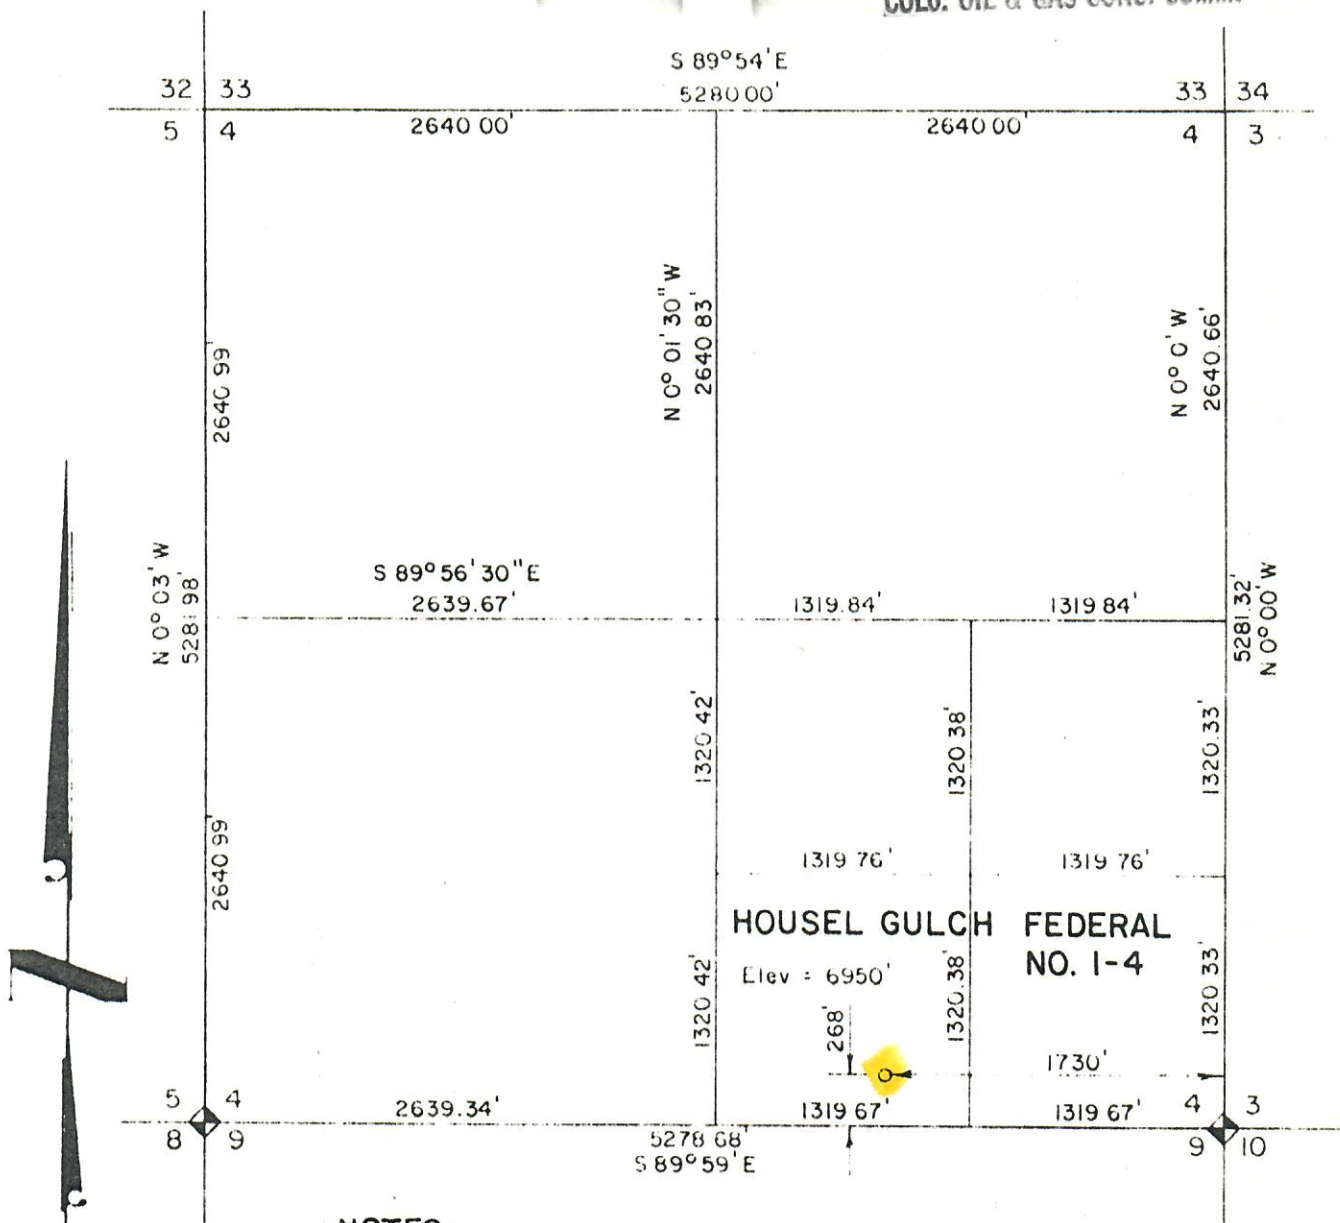 COLO. OIL & GAS CONS. COMM.
S 89°54'E
5280 00'
32 33
33 34
5 4
2640 00'
2640 00'
4 3
N 0° 01' 30" W
2640 83'
N 0° 0' W
2640.66'
2640 99'
N 0° 03' W
5281 98'
S 89° 56' 30" E
2639.67'
1319.84'
1319 84'
5281.32'
N 0° 00' W
1320 42'
1320 38'
1320.33'
2640 99'
1319 76'
1319 76'
HOUSEL GULCH FEDERAL
NO. 1-4
Elev = 6950'
1320 42'
268'
1320.38'
1320 33'
1730'
5 4
2639.34'
1319 67'
1319 67'
4 3
8 9
5278 68'
9 10
S 89° 59' E
NOTES